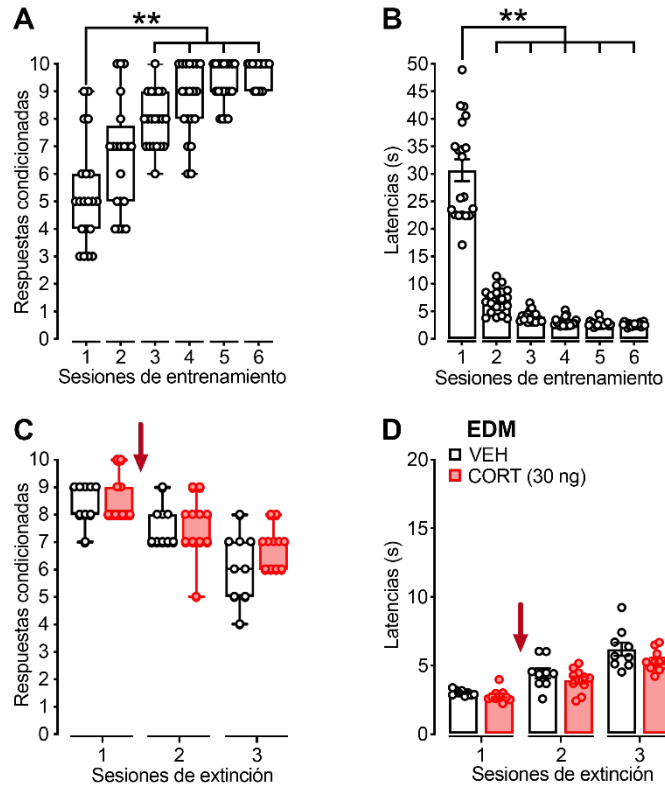 A
**
Respuestas condicionadas
10
9
8
7
6
5
4
3
2
1
0
1 2 3 4 5 6
Sesiones de entrenamiento
B
**
Latencias (s)
50
45
40
35
30
25
20
15
10
5
0
1 2 3 4 5 6
Sesiones de entrenamiento
C
Respuestas condicionadas
10
9
8
7
6
5
4
3
2
1
0
1 2 3
Sesiones de extinción
D
EDM
VEH
CORT (30 ng)
Latencias (s)
20
15
10
5
0
1 2 3
Sesiones de extinción